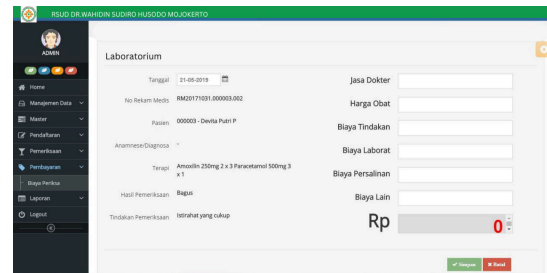 RSUD DR.WAHIDIN SUDIRO HUSODO MOJOKERTO
ADMIN
Home
Manajemen Data
Master
Pendaftaran
Pemeriksaan
Pembayaran
Biaya Periksa
Laporan
Logout
Laboratorium
Tanggal 21-05-2019
No Rekam Medis RM20171031.000003.002
Pasien 000003 - Devita Putri P
Anamnese/Diagnosa -
Terapi Amoxilin 250mg 2 x 3 Paracetamol 500mg 3
x 1
Hasil Pemeriksaan Bagus
Tindakan Pemeriksaan Istirahat yang cukup
Jasa Dokter
Harga Obat
Biaya Tindakan
Biaya Laborat
Biaya Persalinan
Biaya Lain
Rp 0
Simpan Batal